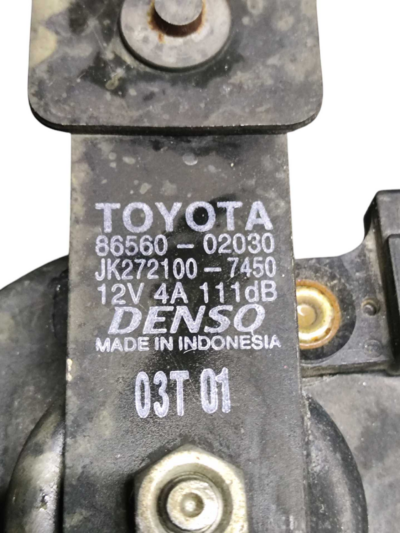 TOYOTA
86560-02030
JK272100-7450
12V 4A 111dB
DENSO
MADE IN INDONESIA
03T 01